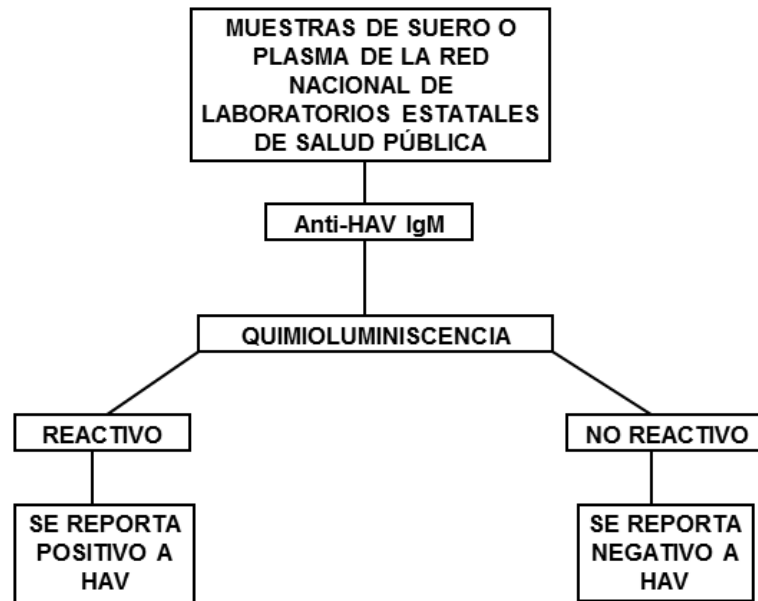 MUESTRAS DE SUERO O
PLASMA DE LA RED
NACIONAL DE
LABORATORIOS ESTATALES
DE SALUD PÚBLICA
Anti-HAV IgM
QUIMIOLUMINISCENCIA
REACTIVO
NO REACTIVO
SE REPORTA
POSITIVO A
HAV
SE REPORTA
NEGATIVO A
HAV